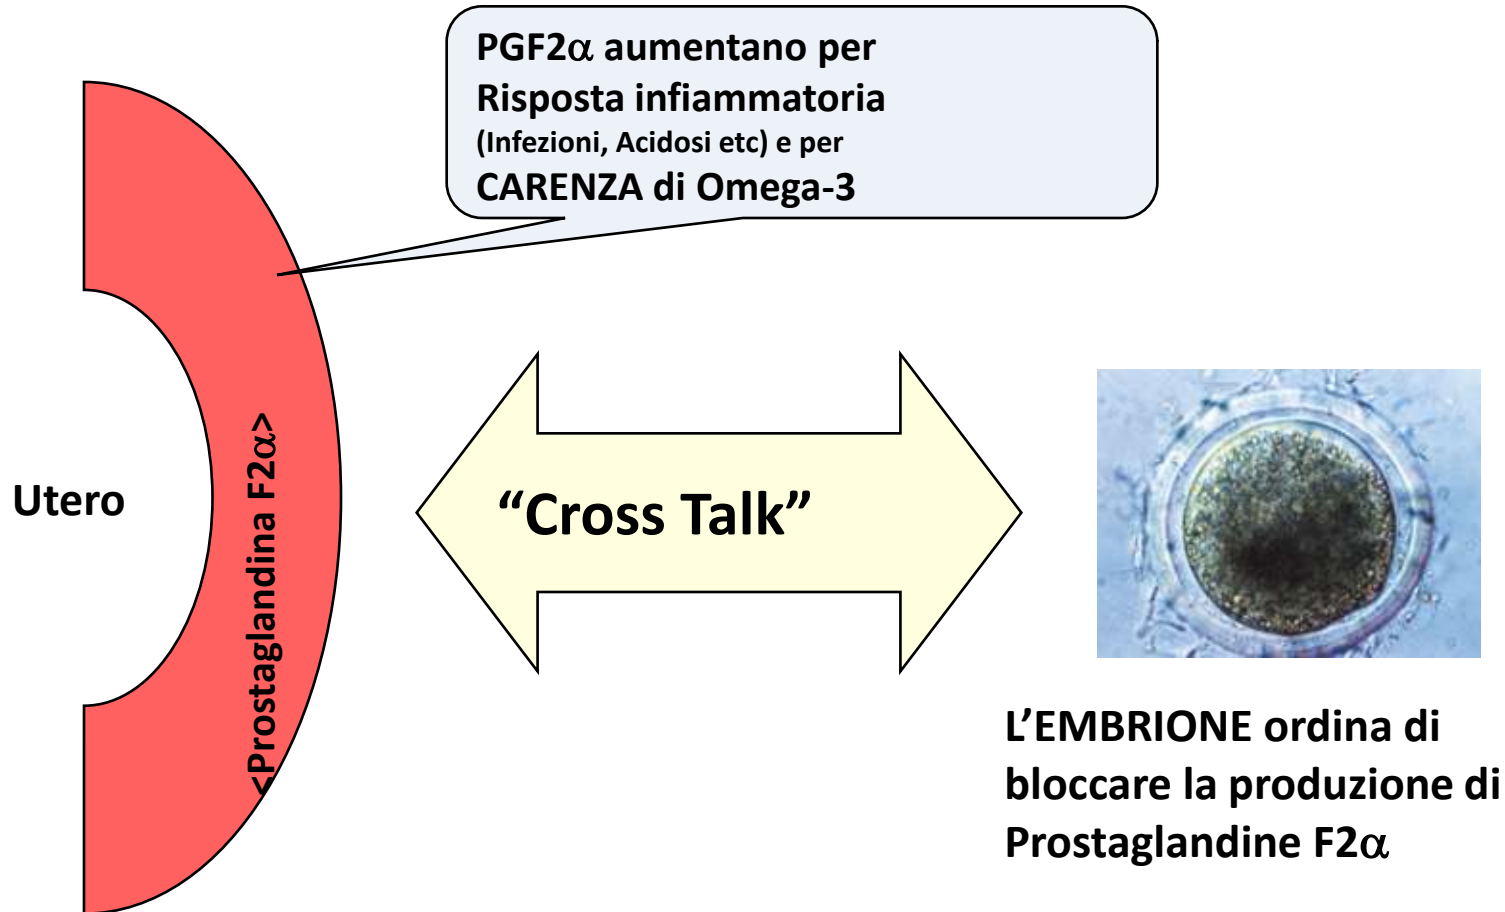 PGF2α aumentano per
Risposta infiammatoria
(Infezioni, Acidosi etc) e per
CARENZA di Omega-3
Utero
<Prostaglandina F2α>
“Cross Talk”
L’EMBRIONE ordina di
bloccare la produzione di
Prostaglandine F2α